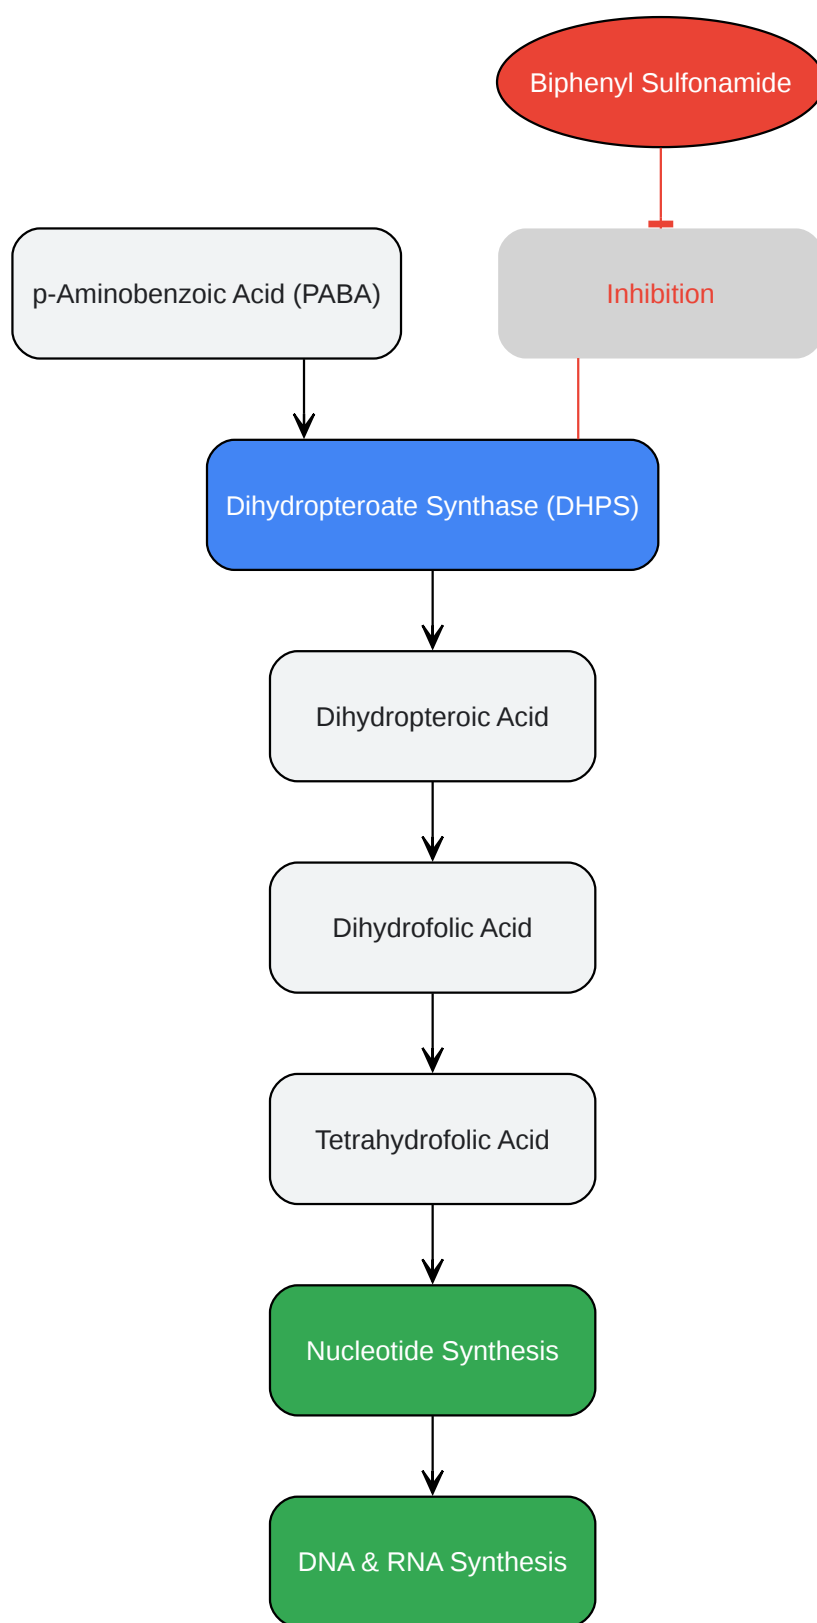 Biphenyl Sulfonamide
p-Aminobenzoic Acid (PABA)
Inhibition
Dihydropteroate Synthase (DHPS)
Dihydropteroic Acid
Dihydrofolic Acid
Tetrahydrofolic Acid
Nucleotide Synthesis
DNA & RNA Synthesis